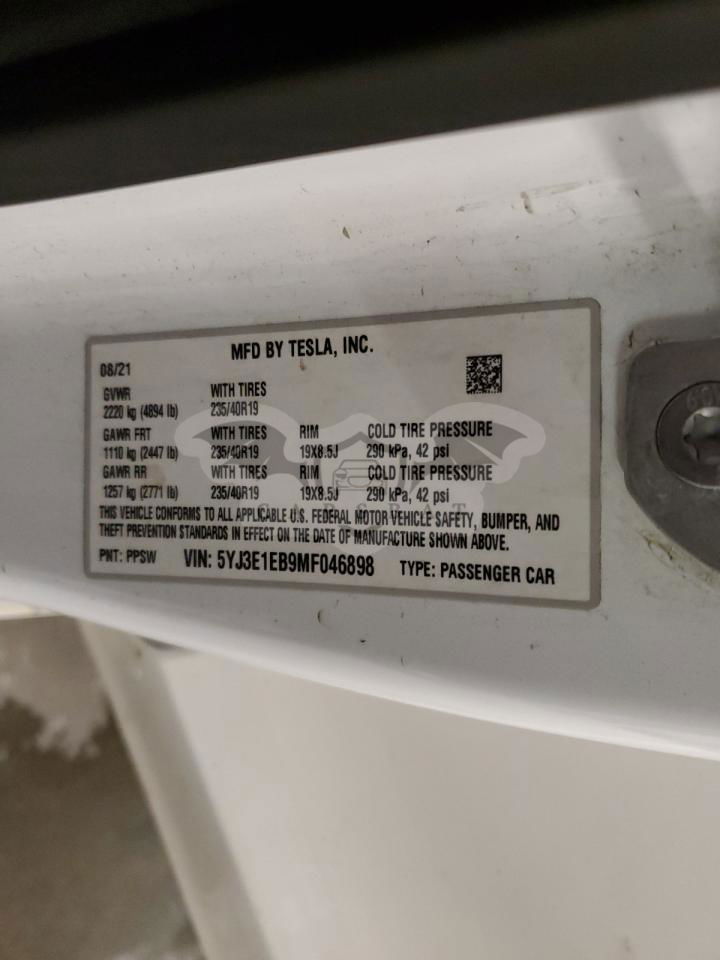 MFD BY TESLA, INC.
08/21
GVWR WITH TIRES
2220 kg (4894 lb) 235/40R19
GAWR FRT WITH TIRES RIM COLD TIRE PRESSURE
1110 kg (2447 lb) 235/40R19 19X8.5J 290 kPa, 42 psi
GAWR RR WITH TIRES RIM COLD TIRE PRESSURE
1257 kg (2771 lb) 235/40R19 19X8.5J 290 kPa, 42 psi
THIS VEHICLE CONFORMS TO ALL APPLICABLE U.S. FEDERAL MOTOR VEHICLE SAFETY, BUMPER, AND
THEFT PREVENTION STANDARDS IN EFFECT ON THE DATE OF MANUFACTURE SHOWN ABOVE.
PNT: PPSW VIN: 5YJ3E1EB9MF046898 TYPE: PASSENGER CAR